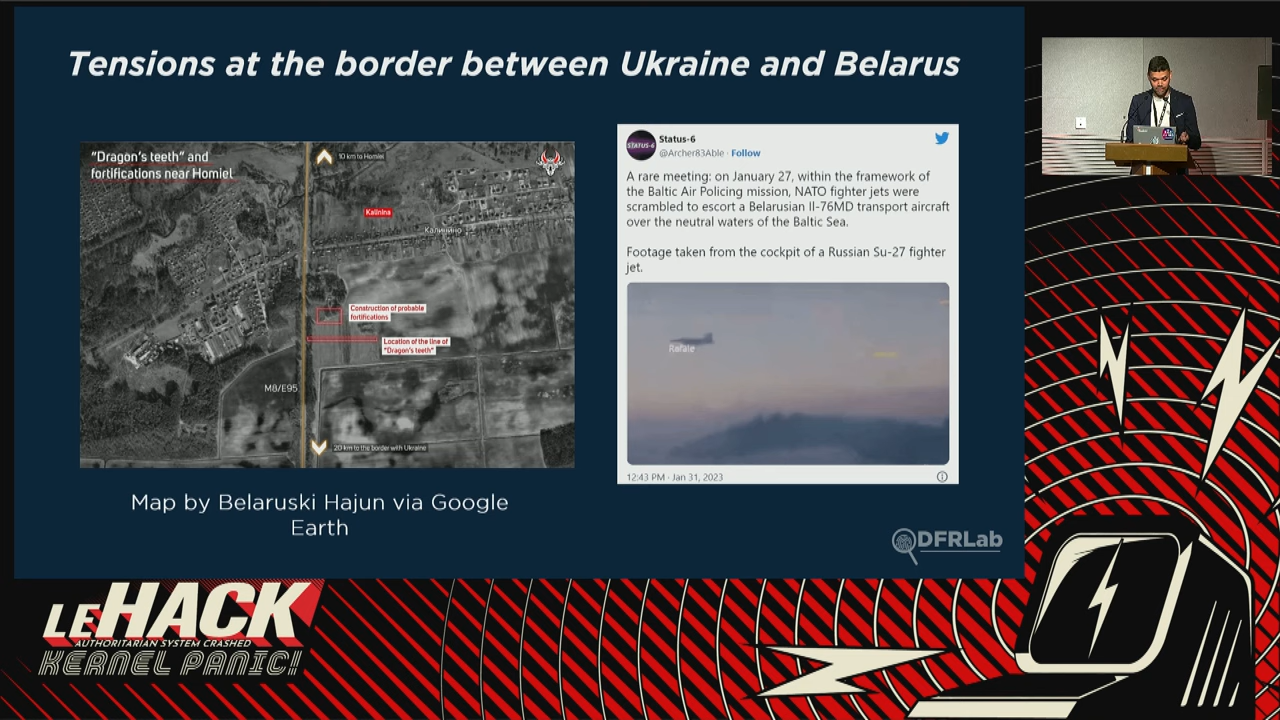 Tensions at the border between Ukraine and Belarus
"Dragon's teeth" and
fortifications near Homiel
10 km to Homiel
Kalinina
Калинино
Construction of probable
fortifications
Location of the line of
"Dragon's teeth"
M8/E95
20 km to the border with Ukraine
Map by Belaruski Hajun via Google
Earth
STATUS-6
Status-6
@Archer83Able · Follow
A rare meeting: on January 27, within the framework of
the Baltic Air Policing mission, NATO fighter jets were
scrambled to escort a Belarusian Il-76MD transport aircraft
over the neutral waters of the Baltic Sea.
Footage taken from the cockpit of a Russian Su-27 fighter
jet.
Rafale
12:43 PM · Jan 31, 2023
DFRLab
LEHACK
AUTHORITARIAN SYSTEM CRASHED
KERNEL PANIC!